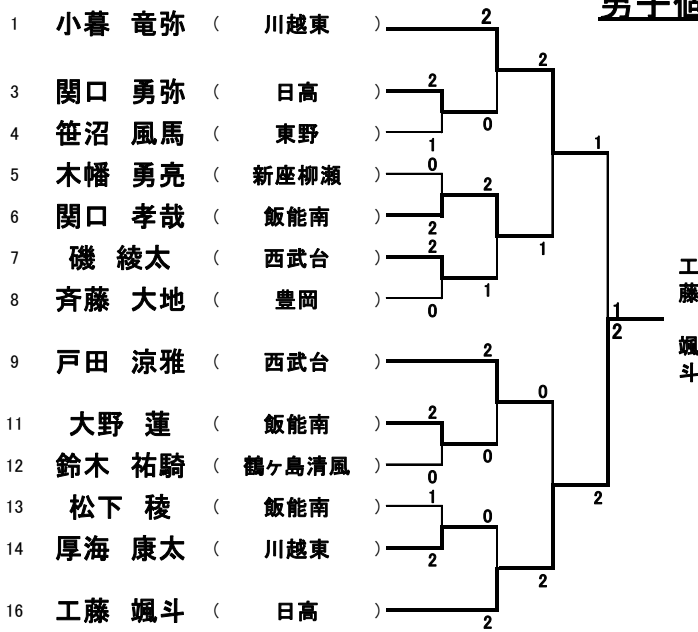 男子個
1 小暮 竜弥 ( 川越東 ) 2
2
3 関口 勇弥 ( 日高 ) 2
0
4 笹沼 風馬 ( 東野 ) 1
1
5 木幡 勇亮 ( 新座柳瀬 ) 0
6 関口 孝哉 ( 飯能南 ) 2
2
1
7 磯 綾太 ( 西武台 ) 2
1
8 斉藤 大地 ( 豊岡 ) 0
1
2
工藤 颯斗
9 戸田 涼雅 ( 西武台 ) 2
0
11 大野 蓮 ( 飯能南 ) 2
0
12 鈴木 祐騎 ( 鶴ヶ島清風 ) 0
13 松下 稜 ( 飯能南 ) 1
2
0
14 厚海 康太 ( 川越東 ) 2
2
16 工藤 颯斗 ( 日高 ) 2